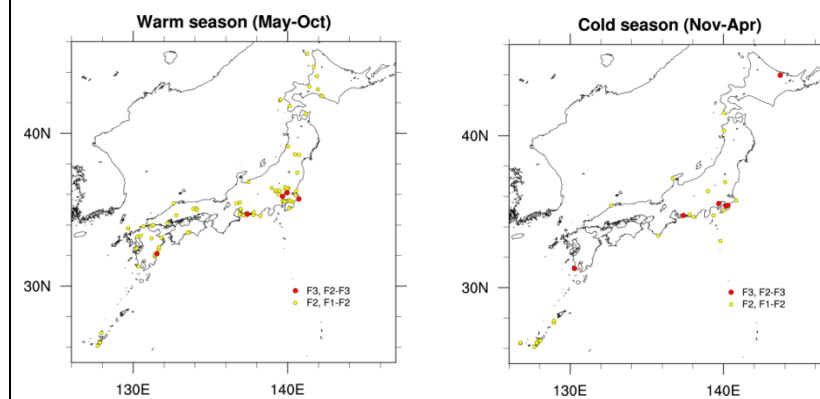 Warm season (May-Oct)
40N
30N
F3, F2-F3
F2, F1-F2
130E
140E
Cold season (Nov-Apr)
40N
30N
F3, F2-F3
F2, F1-F2
130E
140E